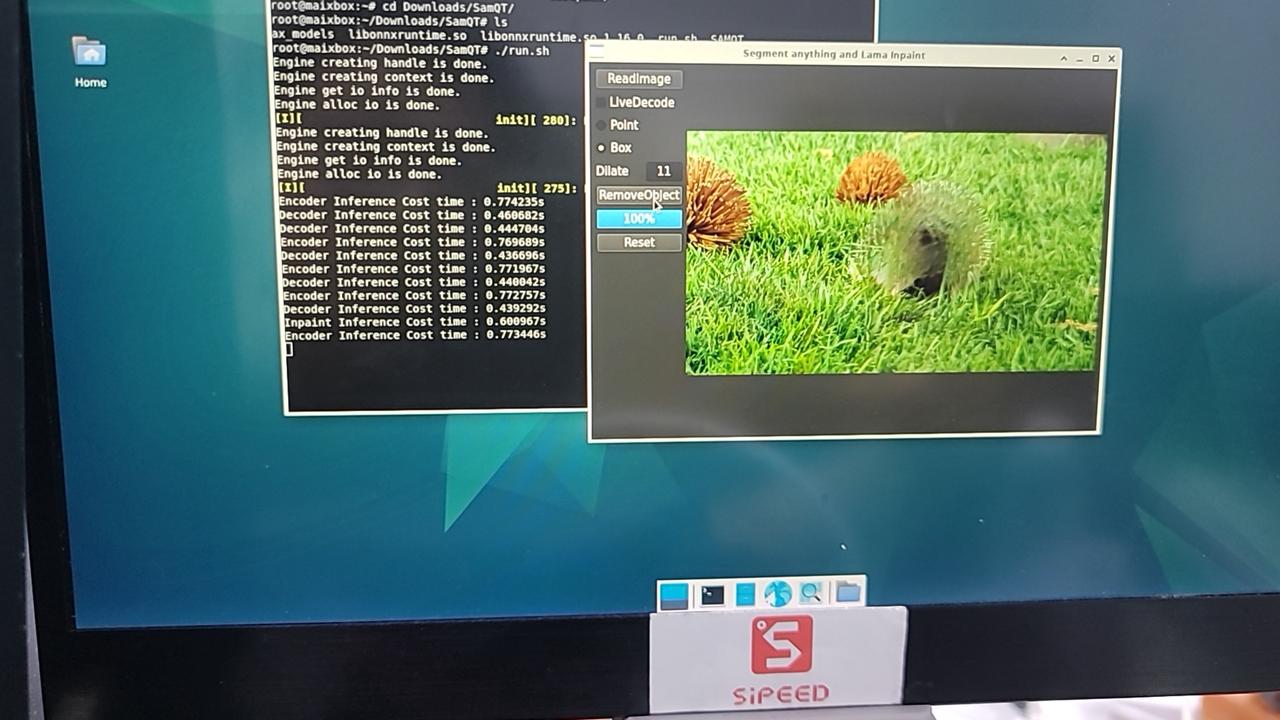 root@maixbox:~# cd Downloads/SamQT/
root@maixbox:~/Downloads/SamQT# ls
ax_models libonnxruntime.so libonnxruntime.so.1.16.0 run.sh SAMQT
root@maixbox:~/Downloads/SamQT# ./run.sh
Engine creating handle is done.
Engine creating context is done.
Engine get io info is done.
Engine alloc io is done.
[I][ init][ 280]:
Engine creating handle is done.
Engine creating context is done.
Engine get io info is done.
Engine alloc io is done.
[I][ init][ 275]:
Encoder Inference Cost time : 0.774235s
Decoder Inference Cost time : 0.460682s
Decoder Inference Cost time : 0.444704s
Encoder Inference Cost time : 0.769689s
Decoder Inference Cost time : 0.436696s
Encoder Inference Cost time : 0.771967s
Decoder Inference Cost time : 0.440042s
Encoder Inference Cost time : 0.772757s
Decoder Inference Cost time : 0.439292s
Inpaint Inference Cost time : 0.600967s
Encoder Inference Cost time : 0.773446s
Home
Segment anything and Lama Inpaint
ReadImage
LiveDecode
Point
Box
Dilate 11
RemoveObject
100%
Reset
SiPEED